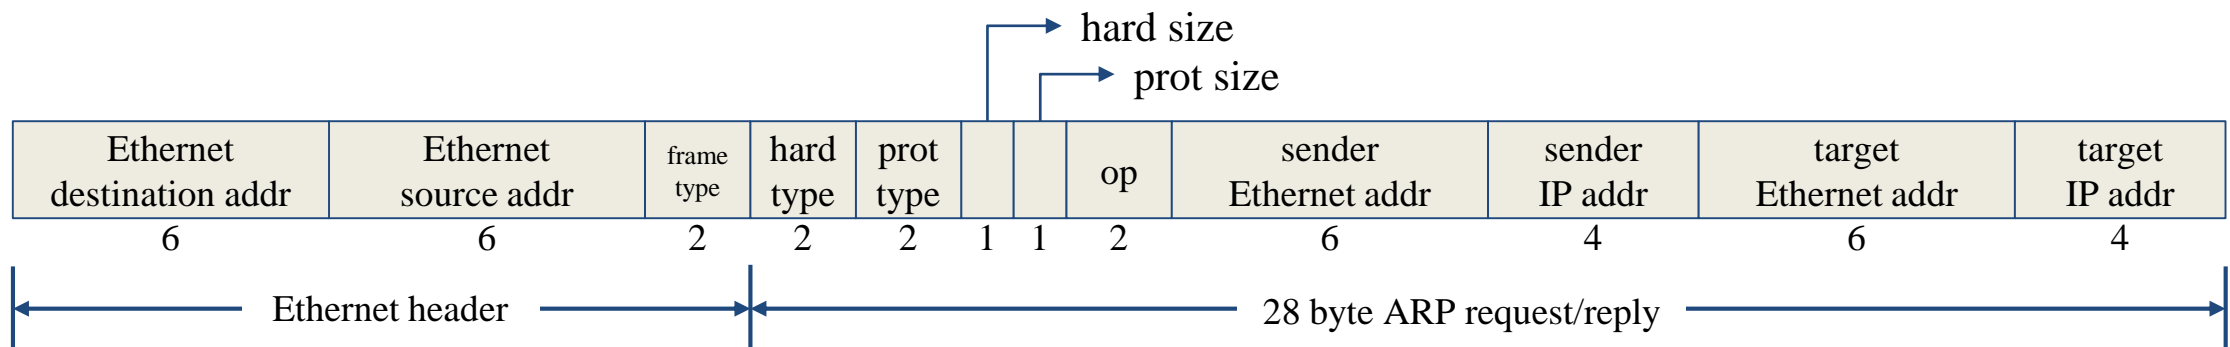 hard size
prot size
Ethernet
destination addr
Ethernet
source addr
frame
type
hard
type
prot
type
op
sender
Ethernet addr
sender
IP addr
target
Ethernet addr
target
IP addr
6 6 2 2 2 1 1 2 6 4 6 4
Ethernet header
28 byte ARP request/reply